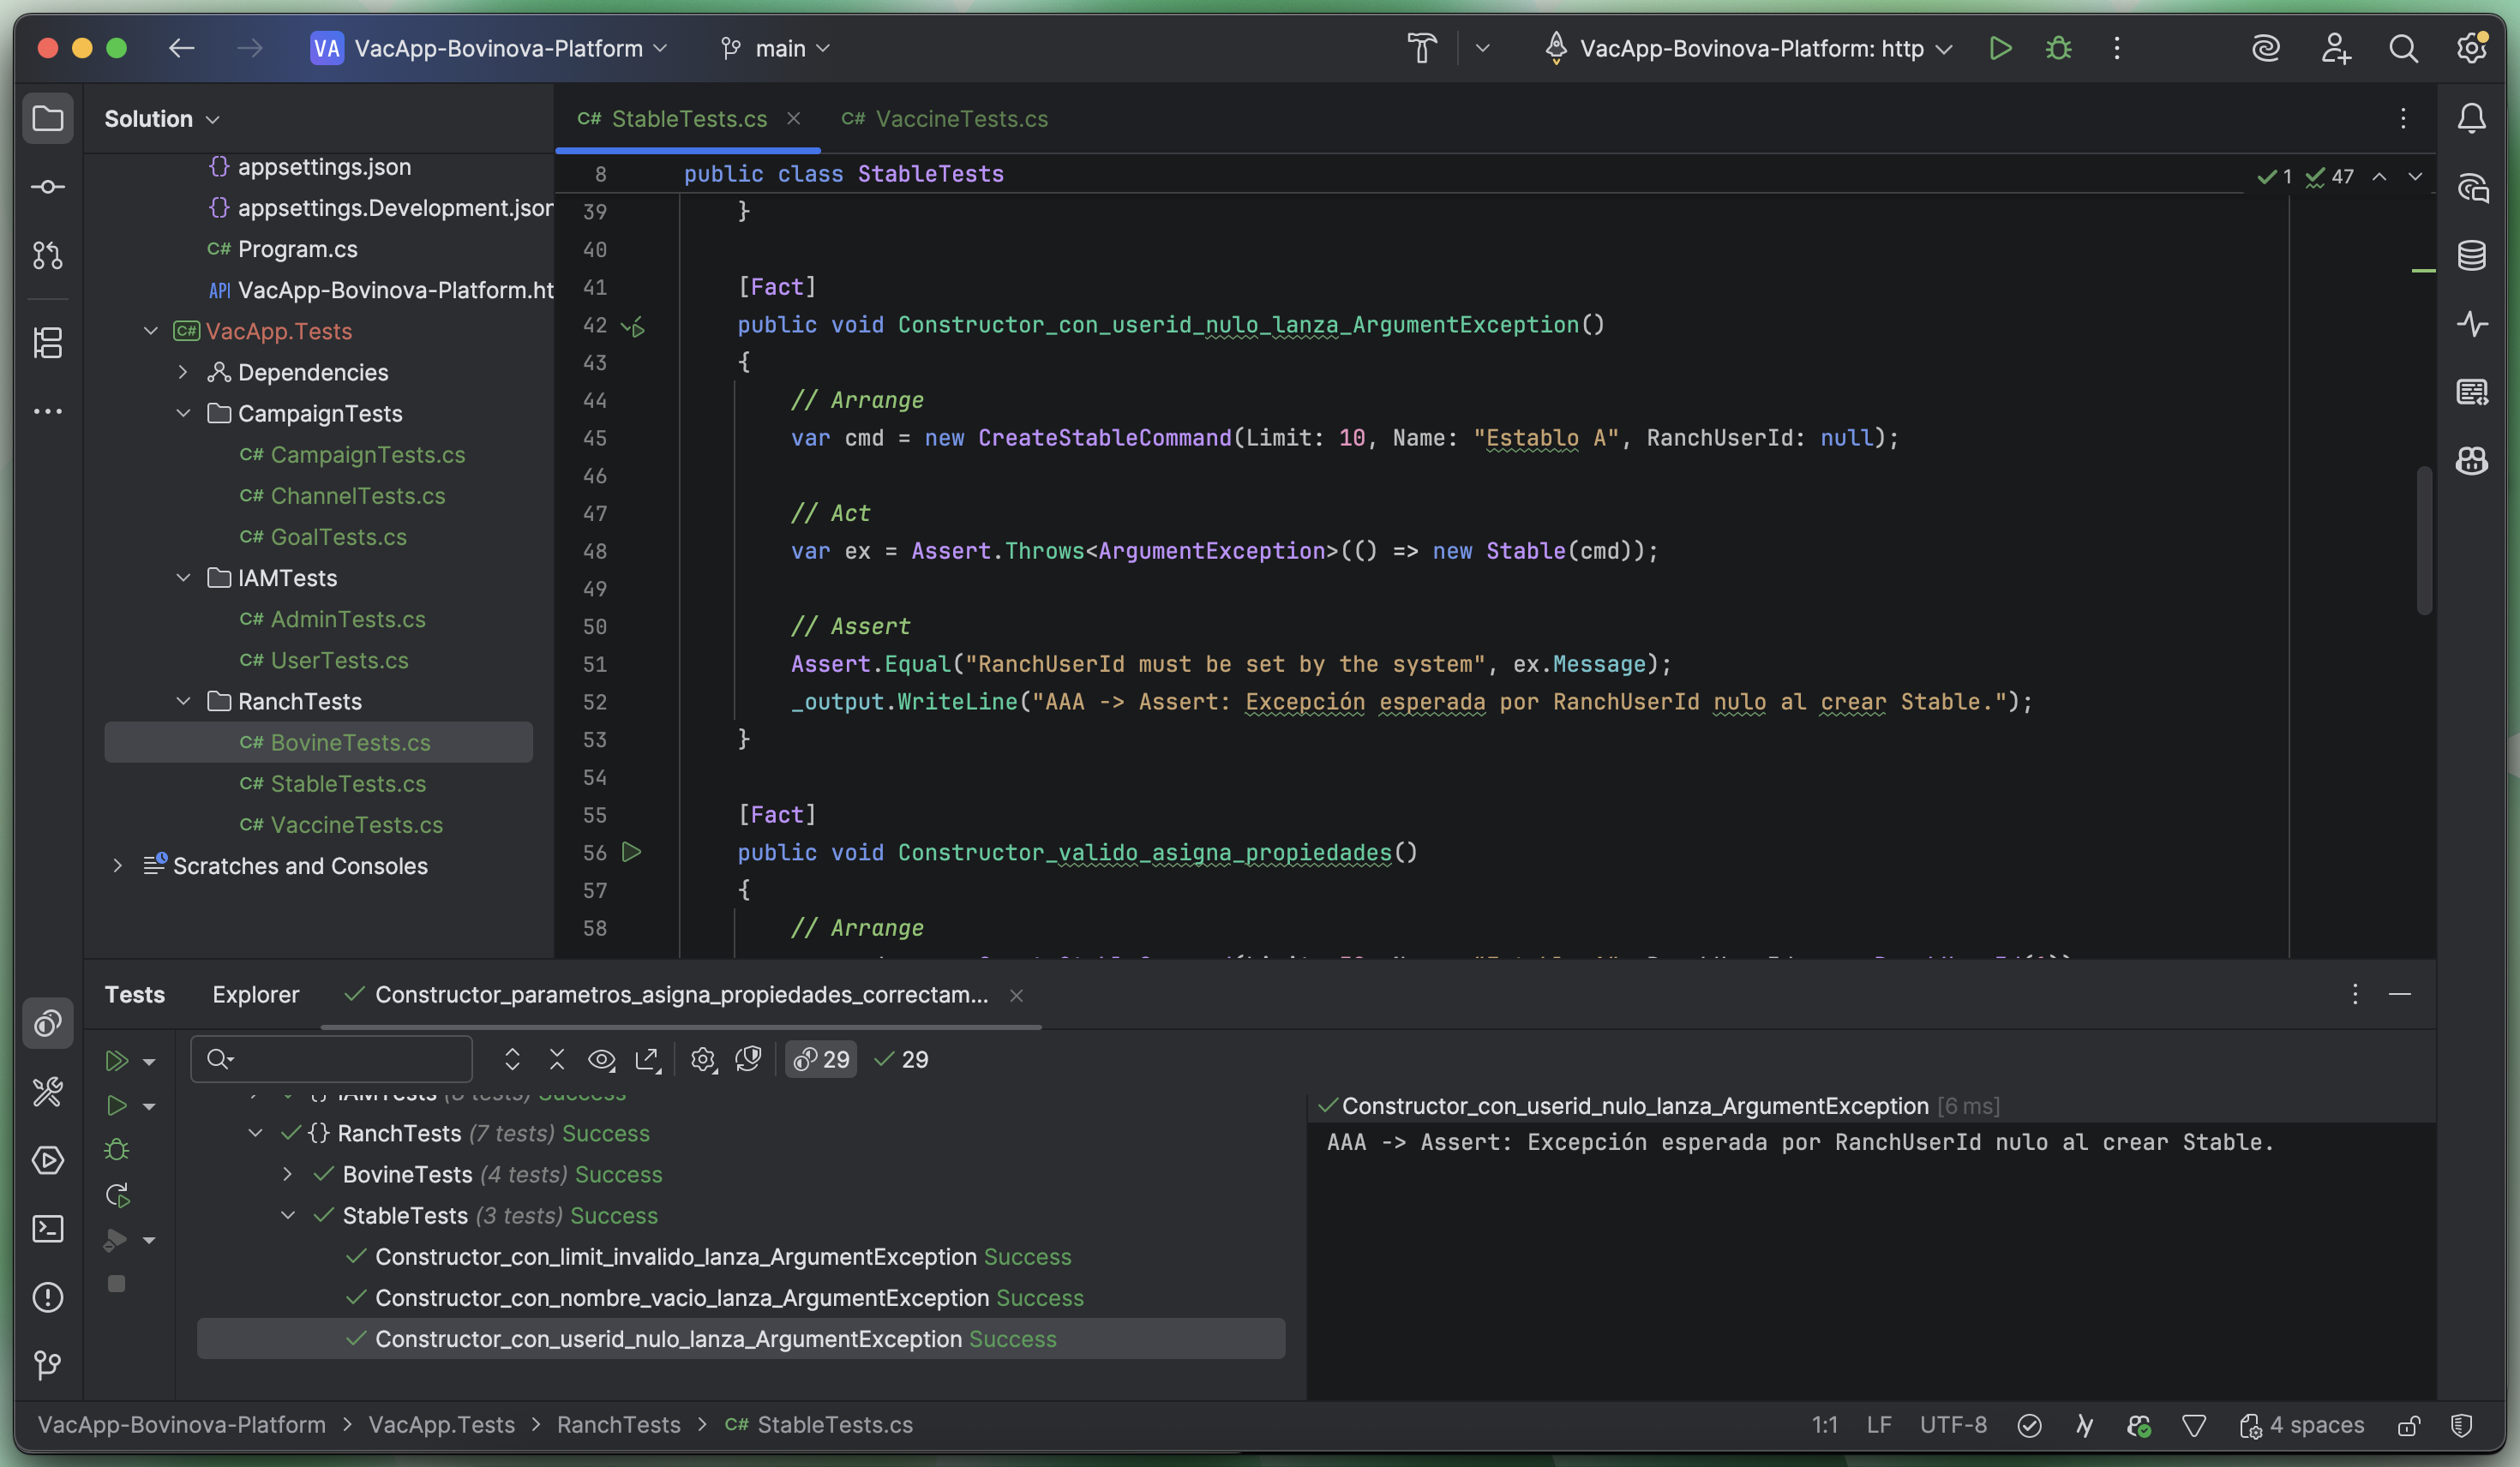 VA VacApp-Bovinova-Platform main VacApp-Bovinova-Platform: http
Solution
appsettings.json
appsettings.Development.json
C# Program.cs
API VacApp-Bovinova-Platform.ht
C# VacApp.Tests
Dependencies
CampaignTests
C# CampaignTests.cs
C# ChannelTests.cs
C# GoalTests.cs
IAMTests
C# AdminTests.cs
C# UserTests.cs
RanchTests
C# BovineTests.cs
C# StableTests.cs
C# VaccineTests.cs
Scratches and Consoles
C# StableTests.cs C# VaccineTests.cs
8 public class StableTests 1 47
39 }
40
41 [Fact]
42 public void Constructor_con_userid_nulo_lanza_ArgumentException()
43 {
44 // Arrange
45 var cmd = new CreateStableCommand(Limit: 10, Name: "Establo A", RanchUserId: null);
46
47 // Act
48 var ex = Assert.Throws<ArgumentException>(() => new Stable(cmd));
49
50 // Assert
51 Assert.Equal("RanchUserId must be set by the system", ex.Message);
52 _output.WriteLine("AAA -> Assert: Excepción esperada por RanchUserId nulo al crear Stable.");
53 }
54
55 [Fact]
56 public void Constructor_valido_asigna_propiedades()
57 {
58 // Arrange
Tests Explorer Constructor_parametros_asigna_propiedades_correctam...
29 29
IAMTests (8 tests) Success
{} RanchTests (7 tests) Success
BovineTests (4 tests) Success
StableTests (3 tests) Success
Constructor_con_limit_invalido_lanza_ArgumentException Success
Constructor_con_nombre_vacio_lanza_ArgumentException Success
Constructor_con_userid_nulo_lanza_ArgumentException Success
Constructor_con_userid_nulo_lanza_ArgumentException [6 ms]
AAA -> Assert: Excepción esperada por RanchUserId nulo al crear Stable.
VacApp-Bovinova-Platform > VacApp.Tests > RanchTests > C# StableTests.cs
1:1 LF UTF-8 4 spaces